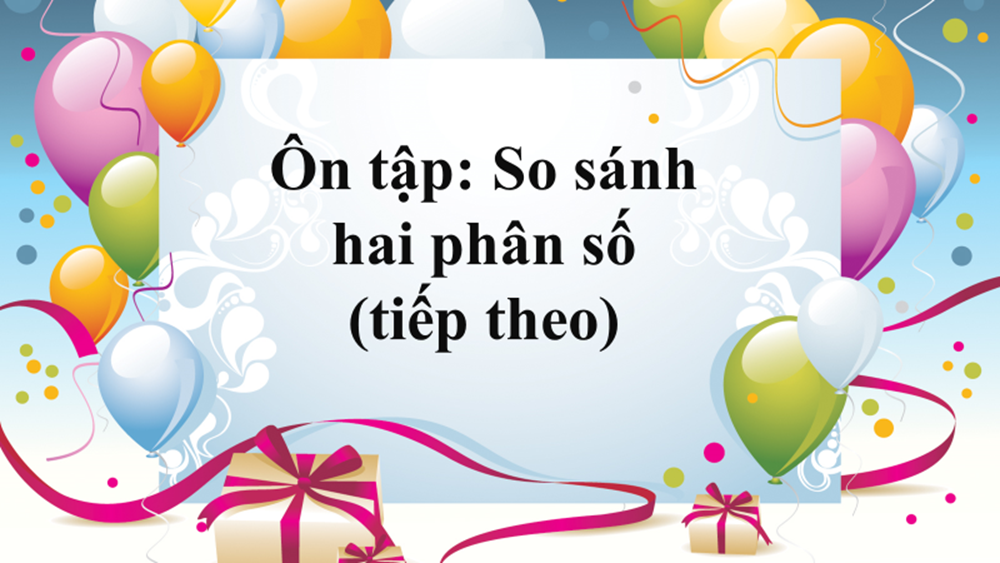 Ôn tập: So sánh
hai phân số
(tiếp theo)